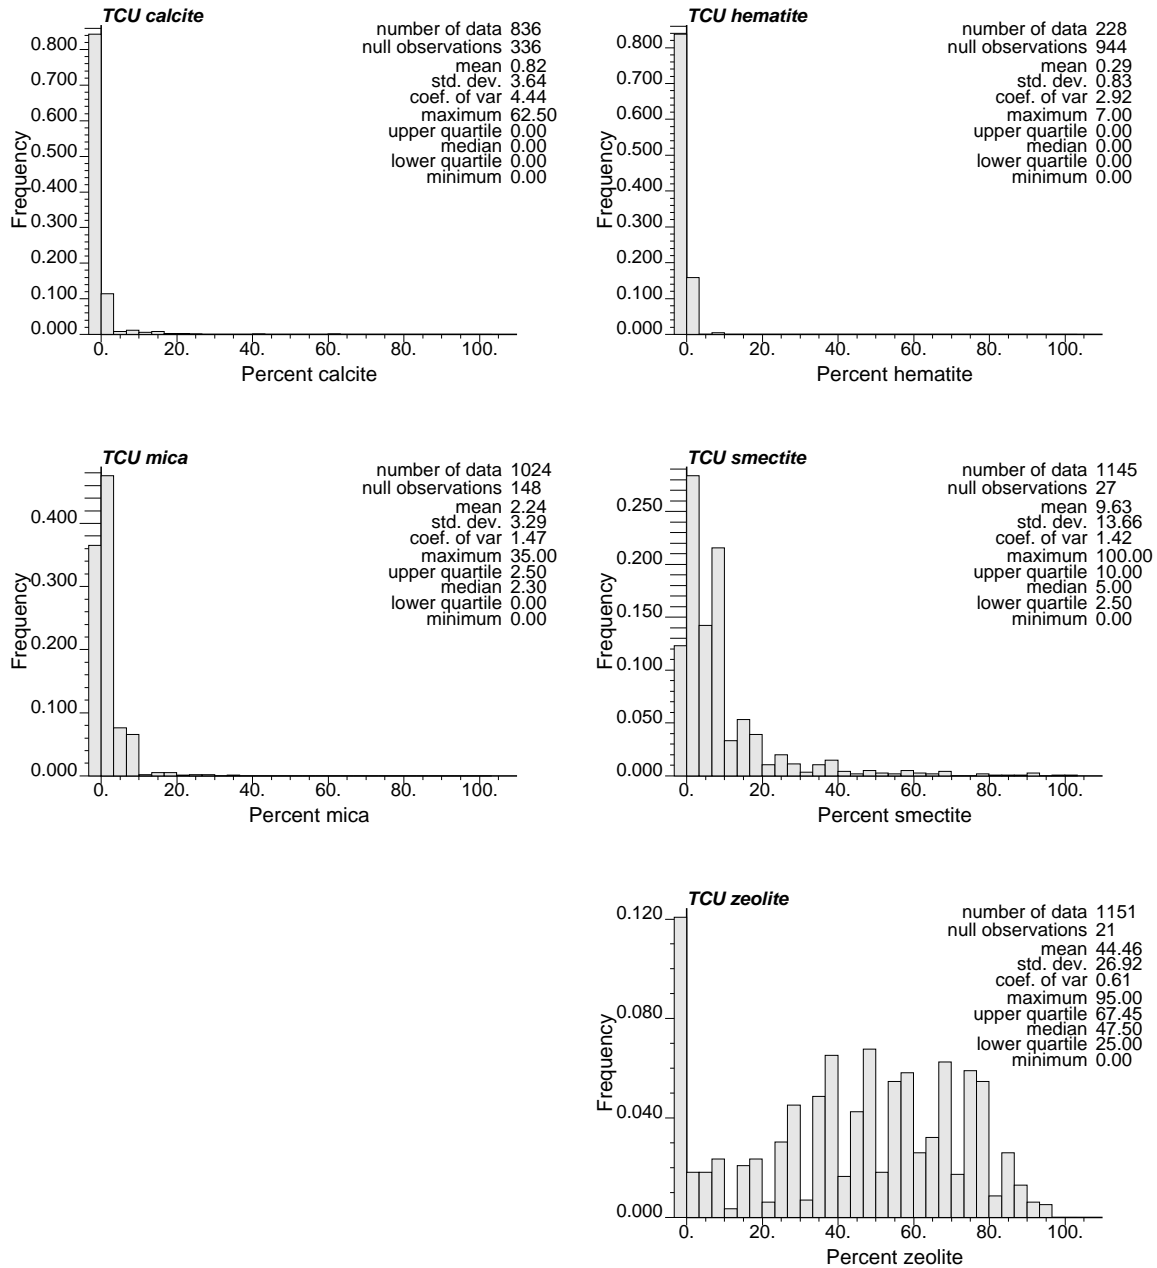 TCU calcite
number of data 836
null observations 336
mean 0.82
std. dev. 3.64
coef. of var 4.44
maximum 62.50
upper quartile 0.00
median 0.00
lower quartile 0.00
minimum 0.00
Frequency
0.800
0.700
0.600
0.500
0.400
0.300
0.200
0.100
0.000
0. 20. 40. 60. 80. 100.
Percent calcite
TCU hematite
number of data 228
null observations 944
mean 0.29
std. dev. 0.83
coef. of var 2.92
maximum 7.00
upper quartile 0.00
median 0.00
lower quartile 0.00
minimum 0.00
Frequency
0.800
0.700
0.600
0.500
0.400
0.300
0.200
0.100
0.000
0. 20. 40. 60. 80. 100.
Percent hematite
TCU mica
number of data 1024
null observations 148
mean 2.24
std. dev. 3.29
coef. of var 1.47
maximum 35.00
upper quartile 2.50
median 2.30
lower quartile 0.00
minimum 0.00
Frequency
0.400
0.300
0.200
0.100
0.000
0. 20. 40. 60. 80. 100.
Percent mica
TCU smectite
number of data 1145
null observations 27
mean 9.63
std. dev. 13.66
coef. of var 1.42
maximum 100.00
upper quartile 10.00
median 5.00
lower quartile 2.50
minimum 0.00
Frequency
0.250
0.200
0.150
0.100
0.050
0.000
0. 20. 40. 60. 80. 100.
Percent smectite
TCU zeolite
number of data 1151
null observations 21
mean 44.46
std. dev. 26.92
coef. of var 0.61
maximum 95.00
upper quartile 67.45
median 47.50
lower quartile 25.00
minimum 0.00
Frequency
0.120
0.080
0.040
0.000
0. 20. 40. 60. 80. 100.
Percent zeolite